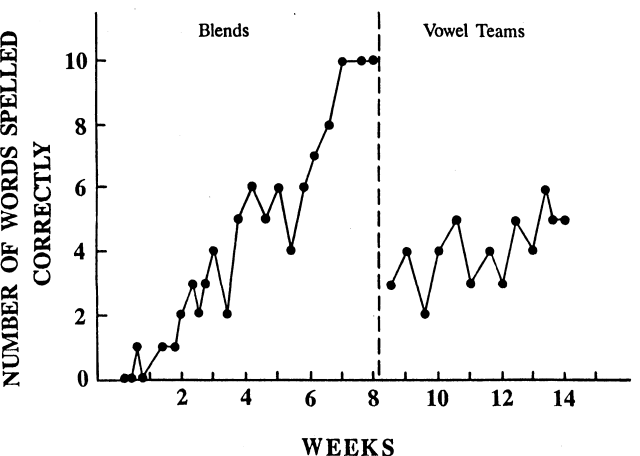 Blends
Vowel Teams
NUMBER OF WORDS SPELLED
CORRECTLY
10
8
6
4
2
0
2 4 6 8 10 12 14
WEEKS